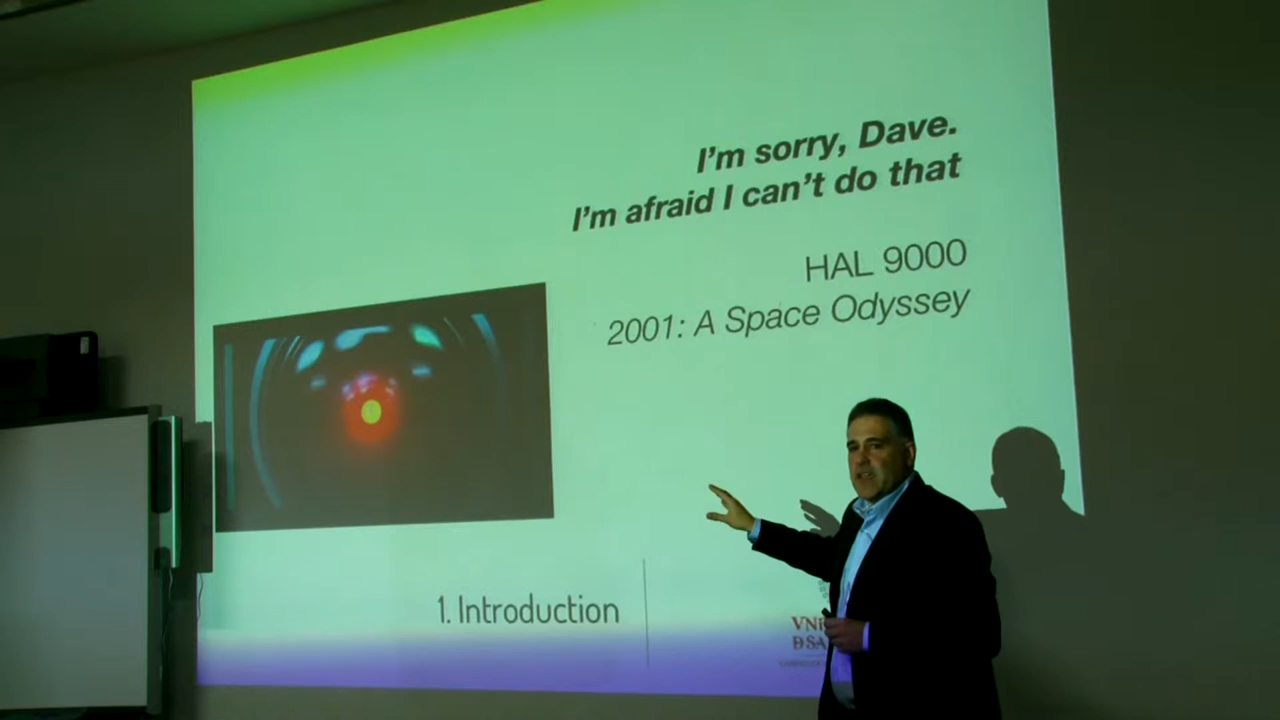 I'm sorry, Dave.
I'm afraid I can't do that
HAL 9000
2001: A Space Odyssey
1. Introduction